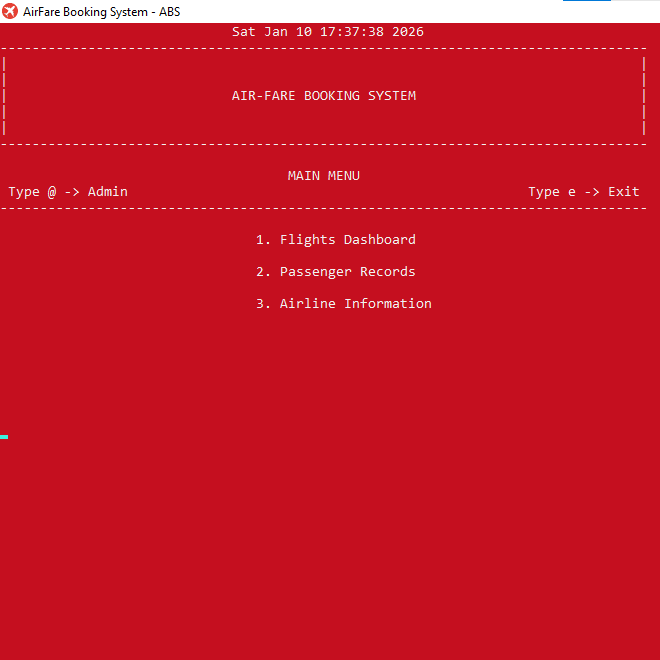 AirFare Booking System - ABS
Sat Jan 10 17:37:38 2026
AIR-FARE BOOKING SYSTEM
MAIN MENU
Type @ -> Admin Type e -> Exit
1. Flights Dashboard
2. Passenger Records
3. Airline Information